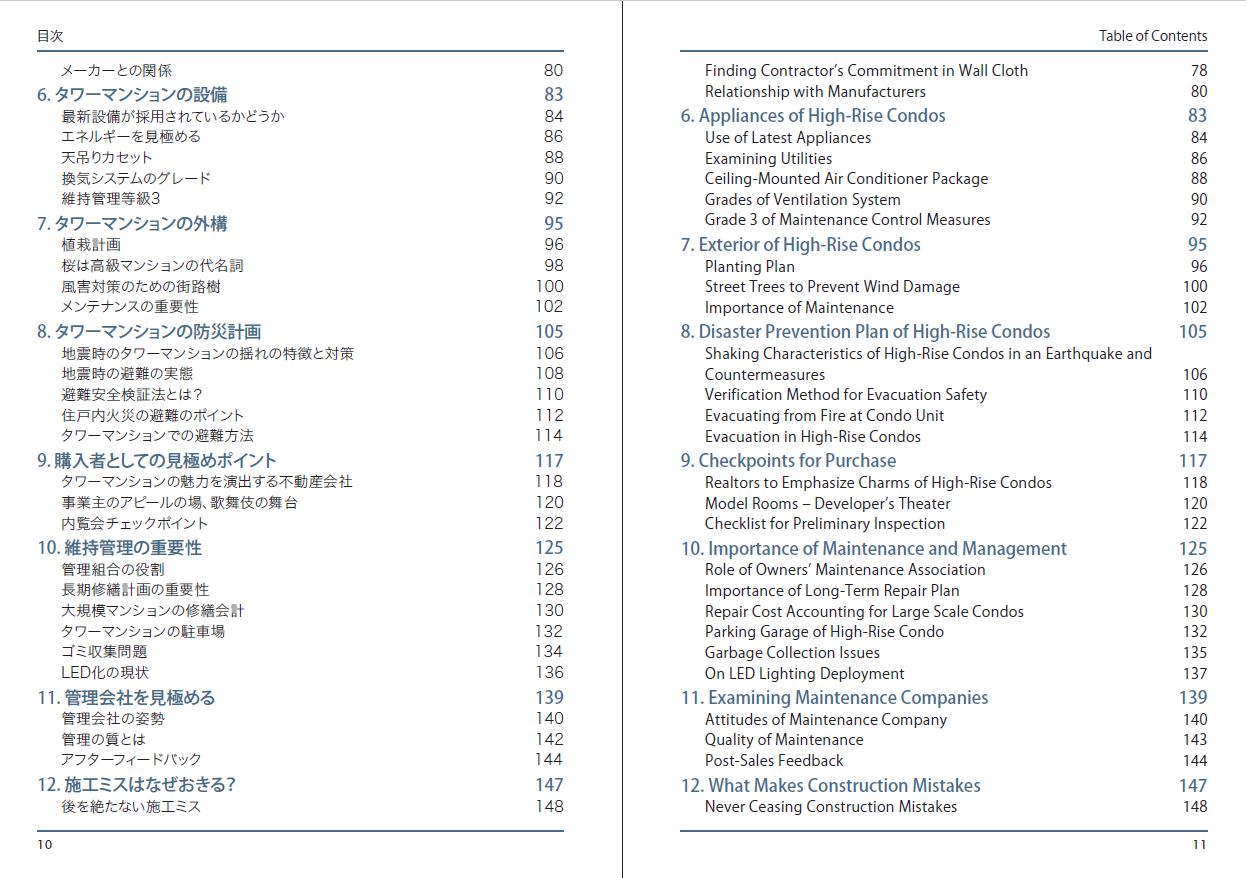 目次
メーカーとの関係 80
6. タワーマンションの設備 83
最新設備が採用されているかどうか 84
エネルギーを見極める 86
天吊りカセット 88
換気システムのグレード 90
維持管理等級3 92
7. タワーマンションの外構 95
植栽計画 96
桜は高級マンションの代名詞 98
風害対策のための街路樹 100
メンテナンスの重要性 102
8. タワーマンションの防災計画 105
地震時のタワーマンションの揺れの特徴と対策 106
地震時の避難の実態 108
避難安全検証法とは？ 110
住戸内火災の避難のポイント 112
タワーマンションでの避難方法 114
9. 購入者としての見極めポイント 117
タワーマンションの魅力を演出する不動産会社 118
事業主のアピールの場、歌舞伎の舞台 120
内覧会チェックポイント 122
10. 維持管理の重要性 125
管理組合の役割 126
長期修繕計画の重要性 128
大規模マンションの修繕会計 130
タワーマンションの駐車場 132
ゴミ収集問題 134
LED化の現状 136
11. 管理会社を見極める 139
管理会社の姿勢 140
管理の質とは 142
アフターフィードバック 144
12. 施工ミスはなぜおきる？ 147
後を絶たない施工ミス 148
10
Table of Contents
Finding Contractor’s Commitment in Wall Cloth 78
Relationship with Manufacturers 80
6. Appliances of High-Rise Condos 83
Use of Latest Appliances 84
Examining Utilities 86
Ceiling-Mounted Air Conditioner Package 88
Grades of Ventilation System 90
Grade 3 of Maintenance Control Measures 92
7. Exterior of High-Rise Condos 95
Planting Plan 96
Street Trees to Prevent Wind Damage 100
Importance of Maintenance 102
8. Disaster Prevention Plan of High-Rise Condos 105
Shaking Characteristics of High-Rise Condos in an Earthquake and
Countermeasures 106
Verification Method for Evacuation Safety 110
Evacuating from Fire at Condo Unit 112
Evacuation in High-Rise Condos 114
9. Checkpoints for Purchase 117
Realtors to Emphasize Charms of High-Rise Condos 118
Model Rooms – Developer’s Theater 120
Checklist for Preliminary Inspection 122
10. Importance of Maintenance and Management 125
Role of Owners’ Maintenance Association 126
Importance of Long-Term Repair Plan 128
Repair Cost Accounting for Large Scale Condos 130
Parking Garage of High-Rise Condo 132
Garbage Collection Issues 135
On LED Lighting Deployment 137
11. Examining Maintenance Companies 139
Attitudes of Maintenance Company 140
Quality of Maintenance 143
Post-Sales Feedback 144
12. What Makes Construction Mistakes 147
Never Ceasing Construction Mistakes 148
11